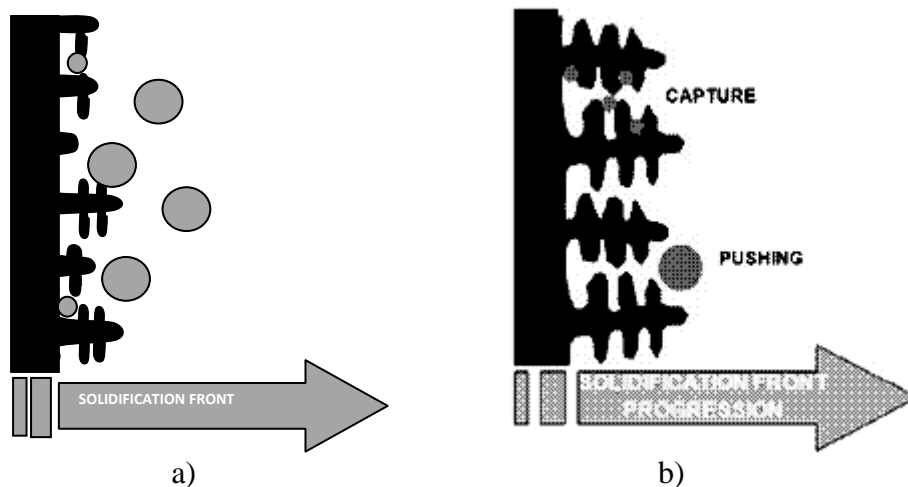 CAPTURE
PUSHING
SOLIDIFICATION FRONT
SOLIDIFICATION FRONT
PROGRESSION
a)
b)